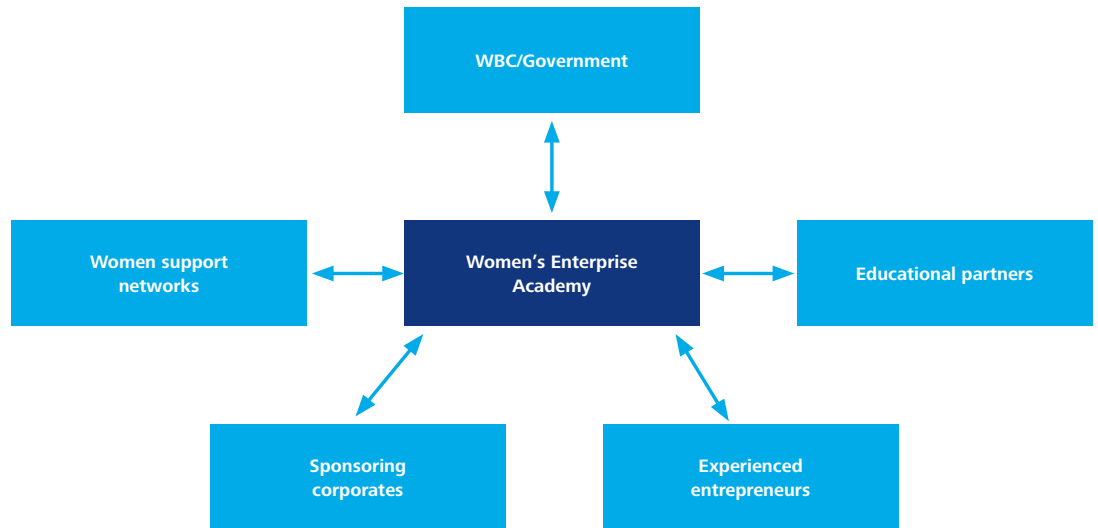 WBC/Government
Women support
networks
Women’s Enterprise
Academy
Educational partners
Sponsoring
corporates
Experienced
entrepreneurs